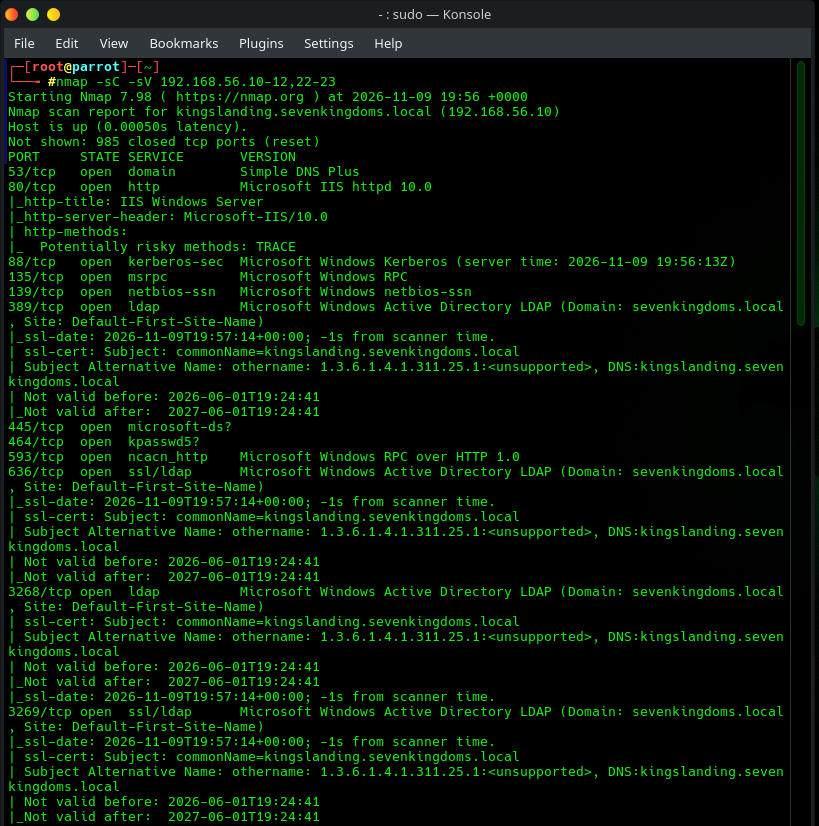 - : sudo — Konsole
File Edit View Bookmarks Plugins Settings Help
┌─[root@parrot]─[~]
└──╼ #nmap -sC -sV 192.168.56.10-12,22-23
Starting Nmap 7.98 ( https://nmap.org ) at 2026-11-09 19:56 +0000
Nmap scan report for kingslanding.sevenkingdoms.local (192.168.56.10)
Host is up (0.00050s latency).
Not shown: 985 closed tcp ports (reset)
PORT     STATE SERVICE       VERSION
53/tcp   open  domain        Simple DNS Plus
80/tcp   open  http          Microsoft IIS httpd 10.0
|_http-title: IIS Windows Server
|_http-server-header: Microsoft-IIS/10.0
| http-methods:
|_  Potentially risky methods: TRACE
88/tcp   open  kerberos-sec  Microsoft Windows Kerberos (server time: 2026-11-09 19:56:13Z)
135/tcp  open  msrpc         Microsoft Windows RPC
139/tcp  open  netbios-ssn   Microsoft Windows netbios-ssn
389/tcp  open  ldap          Microsoft Windows Active Directory LDAP (Domain: sevenkingdoms.local
, Site: Default-First-Site-Name)
|_ssl-date: 2026-11-09T19:57:14+00:00; -1s from scanner time.
| ssl-cert: Subject: commonName=kingslanding.sevenkingdoms.local
| Subject Alternative Name: othername: 1.3.6.1.4.1.311.25.1:<unsupported>, DNS:kingslanding.seven
kingdoms.local
| Not valid before: 2026-06-01T19:24:41
|_Not valid after:  2027-06-01T19:24:41
445/tcp  open  microsoft-ds?
464/tcp  open  kpasswd5?
593/tcp  open  ncacn_http    Microsoft Windows RPC over HTTP 1.0
636/tcp  open  ssl/ldap      Microsoft Windows Active Directory LDAP (Domain: sevenkingdoms.local
, Site: Default-First-Site-Name)
|_ssl-date: 2026-11-09T19:57:14+00:00; -1s from scanner time.
| ssl-cert: Subject: commonName=kingslanding.sevenkingdoms.local
| Subject Alternative Name: othername: 1.3.6.1.4.1.311.25.1:<unsupported>, DNS:kingslanding.seven
kingdoms.local
| Not valid before: 2026-06-01T19:24:41
|_Not valid after:  2027-06-01T19:24:41
3268/tcp open  ldap          Microsoft Windows Active Directory LDAP (Domain: sevenkingdoms.local
, Site: Default-First-Site-Name)
| ssl-cert: Subject: commonName=kingslanding.sevenkingdoms.local
| Subject Alternative Name: othername: 1.3.6.1.4.1.311.25.1:<unsupported>, DNS:kingslanding.seven
kingdoms.local
| Not valid before: 2026-06-01T19:24:41
|_Not valid after:  2027-06-01T19:24:41
|_ssl-date: 2026-11-09T19:57:14+00:00; -1s from scanner time.
3269/tcp open  ssl/ldap      Microsoft Windows Active Directory LDAP (Domain: sevenkingdoms.local
, Site: Default-First-Site-Name)
|_ssl-date: 2026-11-09T19:57:14+00:00; -1s from scanner time.
| ssl-cert: Subject: commonName=kingslanding.sevenkingdoms.local
| Subject Alternative Name: othername: 1.3.6.1.4.1.311.25.1:<unsupported>, DNS:kingslanding.seven
kingdoms.local
| Not valid before: 2026-06-01T19:24:41
|_Not valid after:  2027-06-01T19:24:41